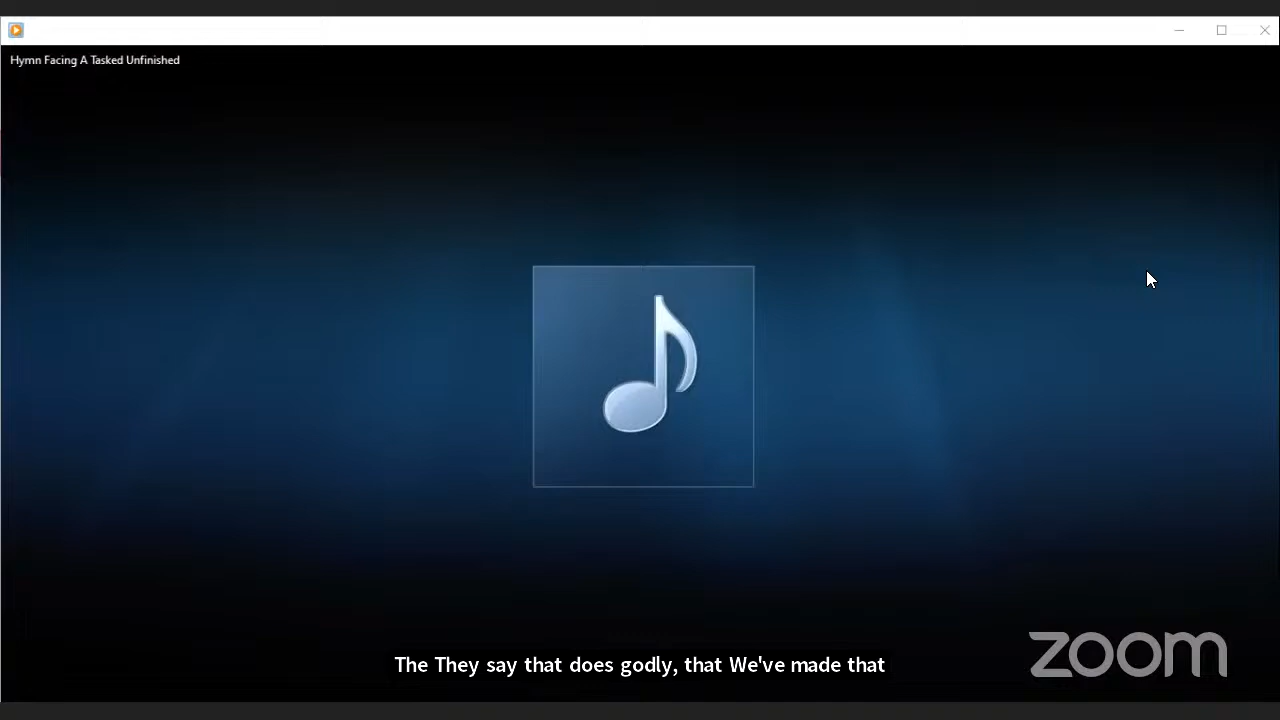 Hymn Facing A Tasked Unfinished
The They say that does godly, that We've made that
zoom